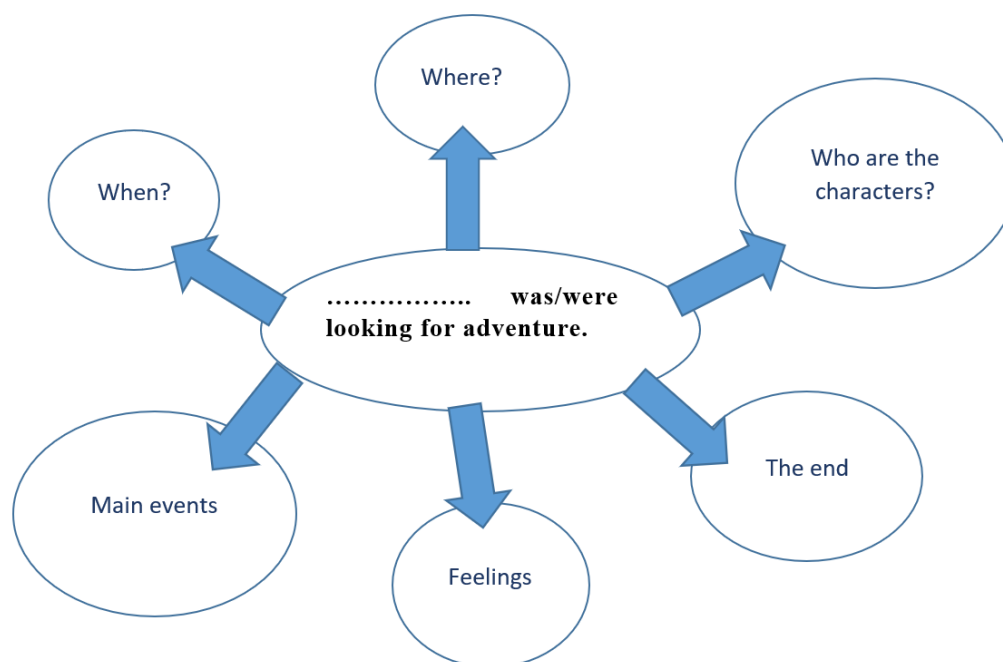 Where?
Who are the
characters?
When?
…………….. was/were
looking for adventure.
The end
Main events
Feelings